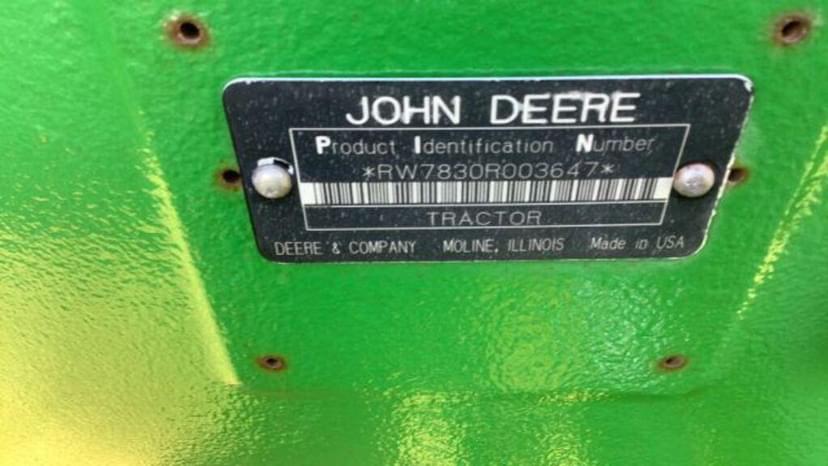 JOHN DEERE
Product Identification Number
*RW7830R003647*
TRACTOR
DEERE & COMPANY MOLINE, ILLINOIS Made in USA